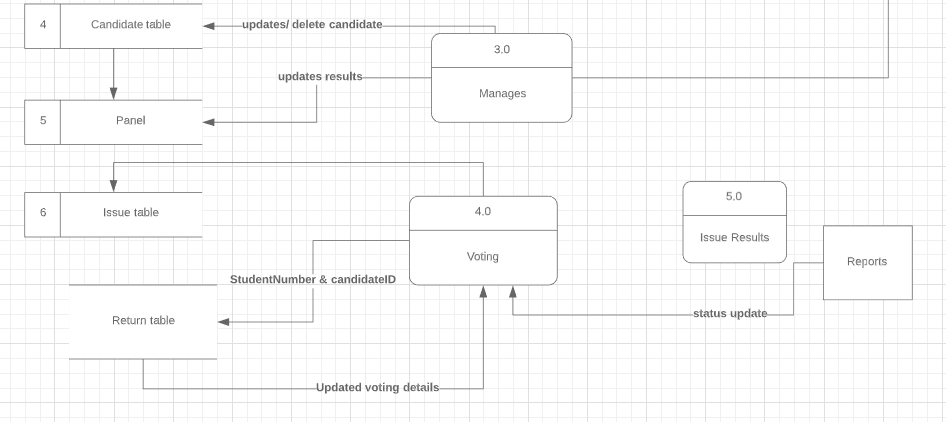 4 Candidate table
updates/ delete candidate
3.0
Manages
updates results
5 Panel
6 Issue table
4.0
Voting
5.0
Issue Results
Reports
StudentNumber & candidateID
Return table
status update
Updated voting details